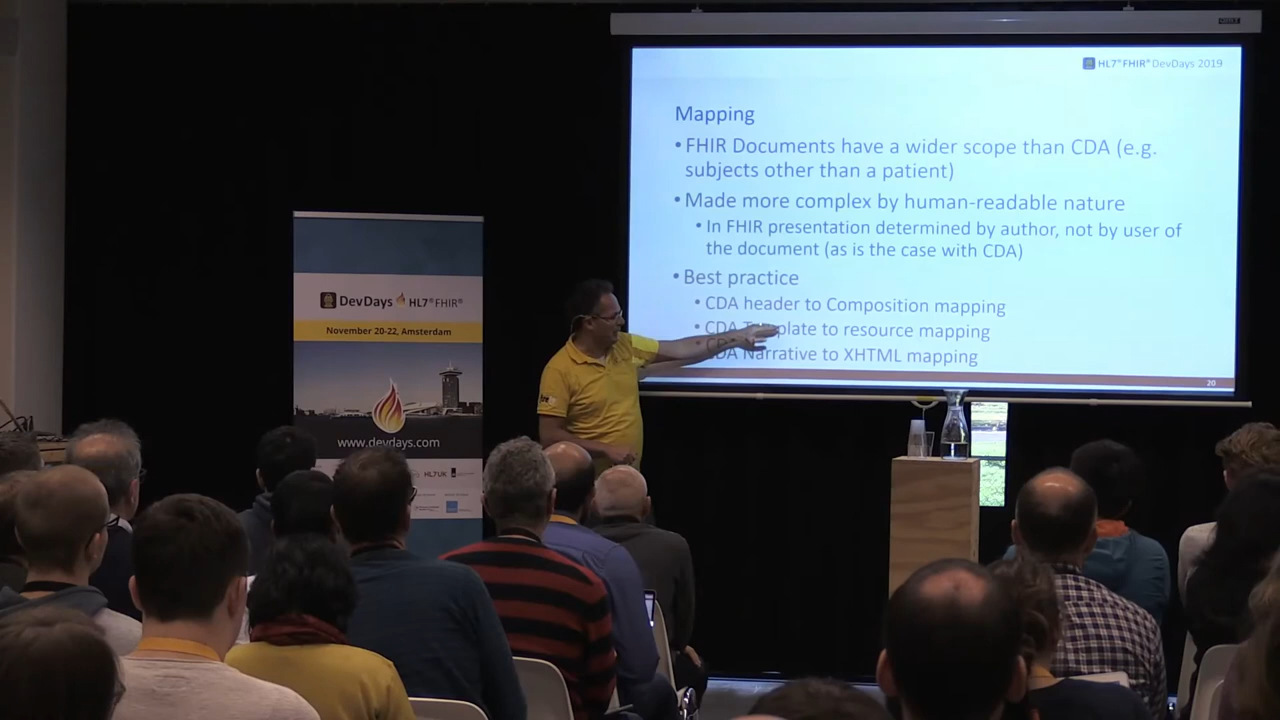 HL7® FHIR® DevDays 2019
Mapping
• FHIR Documents have a wider scope than CDA (e.g.
subjects other than a patient)
• Made more complex by human-readable nature
• In FHIR presentation determined by author, not by user of
the document (as is the case with CDA)
• Best practice
• CDA header to Composition mapping
• CDA plate to resource mapping
• CDA Narrative to XHTML mapping
20
DevDays HL7® FHIR®
November 20-22, Amsterdam
www.devdays.com
HL7UK